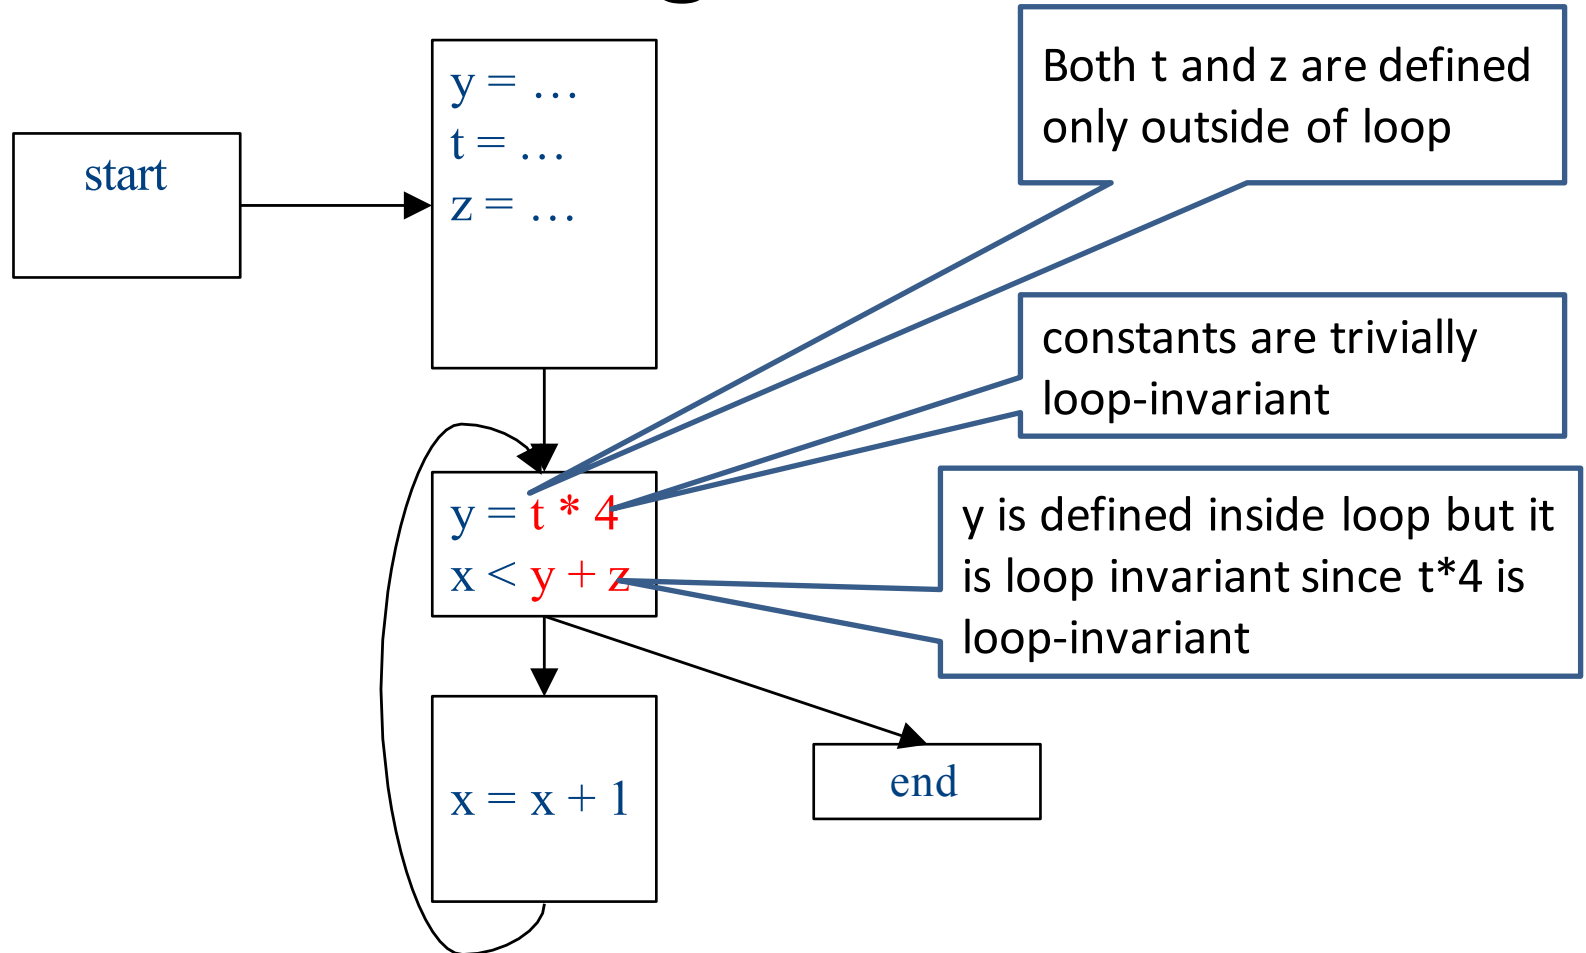 start
y = …
t = …
z = …
Both t and z are defined
only outside of loop
constants are trivially
loop-invariant
y = t * 4
x < y + z
y is defined inside loop but it
is loop invariant since t*4 is
loop-invariant
x = x + 1
end